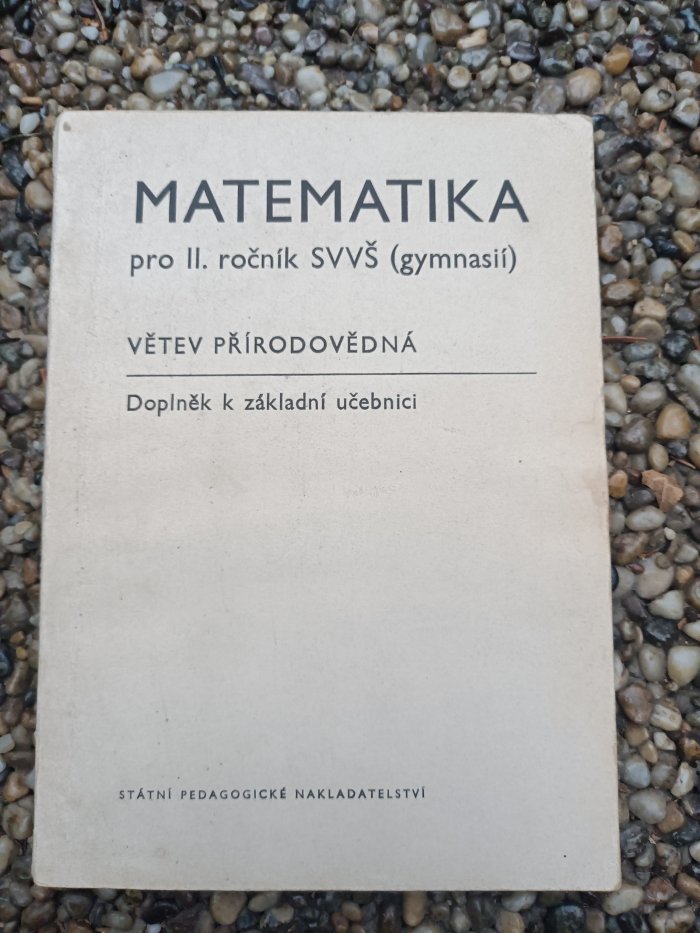 MATEMATIKA
pro II. ročník SVVŠ (gymnasií)
VĚTEV PŘÍRODOVĚDNÁ
Doplněk k základní učebnici
STÁTNÍ PEDAGOGICKÉ NAKLADATELSTVÍ